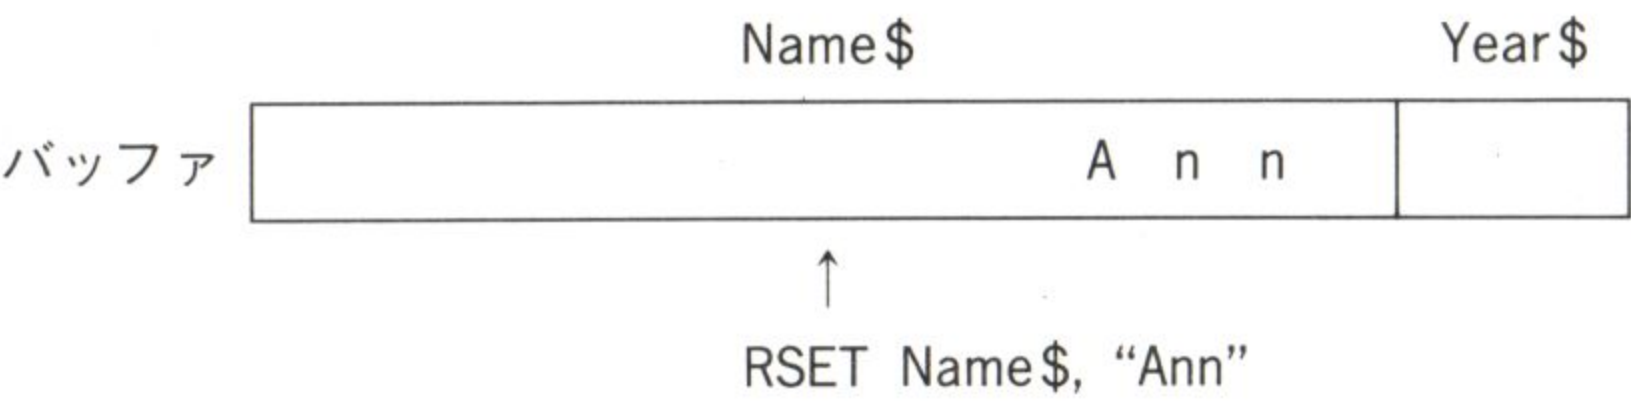 Name$ Year$
バッファ A n n
↑
RSET Name$, “Ann”